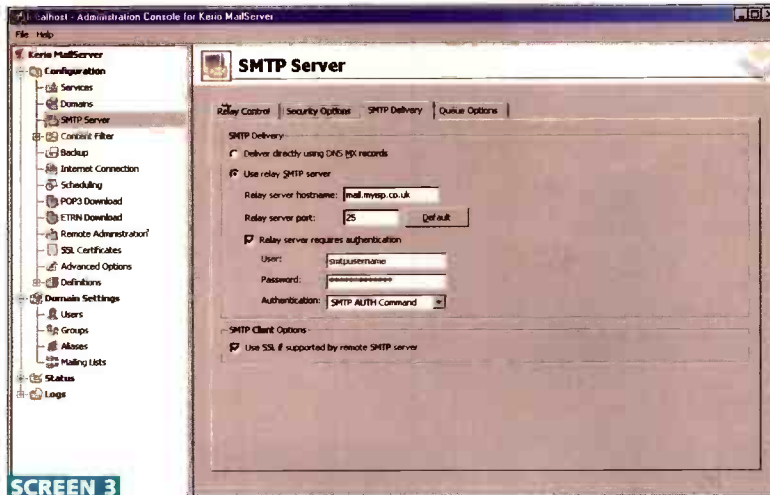 localhost - Administration Console for Kerio MailServer
File Help
Kerio MailServer
Configuration
Services
Domains
SMTP Server
Content Filter
Backup
Internet Connection
Scheduling
POP3 Download
ETRN Download
Remote Administration
SSL Certificates
Advanced Options
Definitions
Domain Settings
Users
Groups
Aliases
Mailing Lists
Status
Logs
SMTP Server
Relay Control Security Options SMTP Delivery Queue Options
SMTP Delivery
Deliver directly using DNS MX records
Use relay SMTP server
Relay server hostname: mail.myisp.co.uk
Relay server port: 25 Default
Relay server requires authentication
User: smtpusername
Password: **************
Authentication: SMTP AUTH Command
SMTP Client Options
Use SSL if supported by remote SMTP server
SCREEN 3